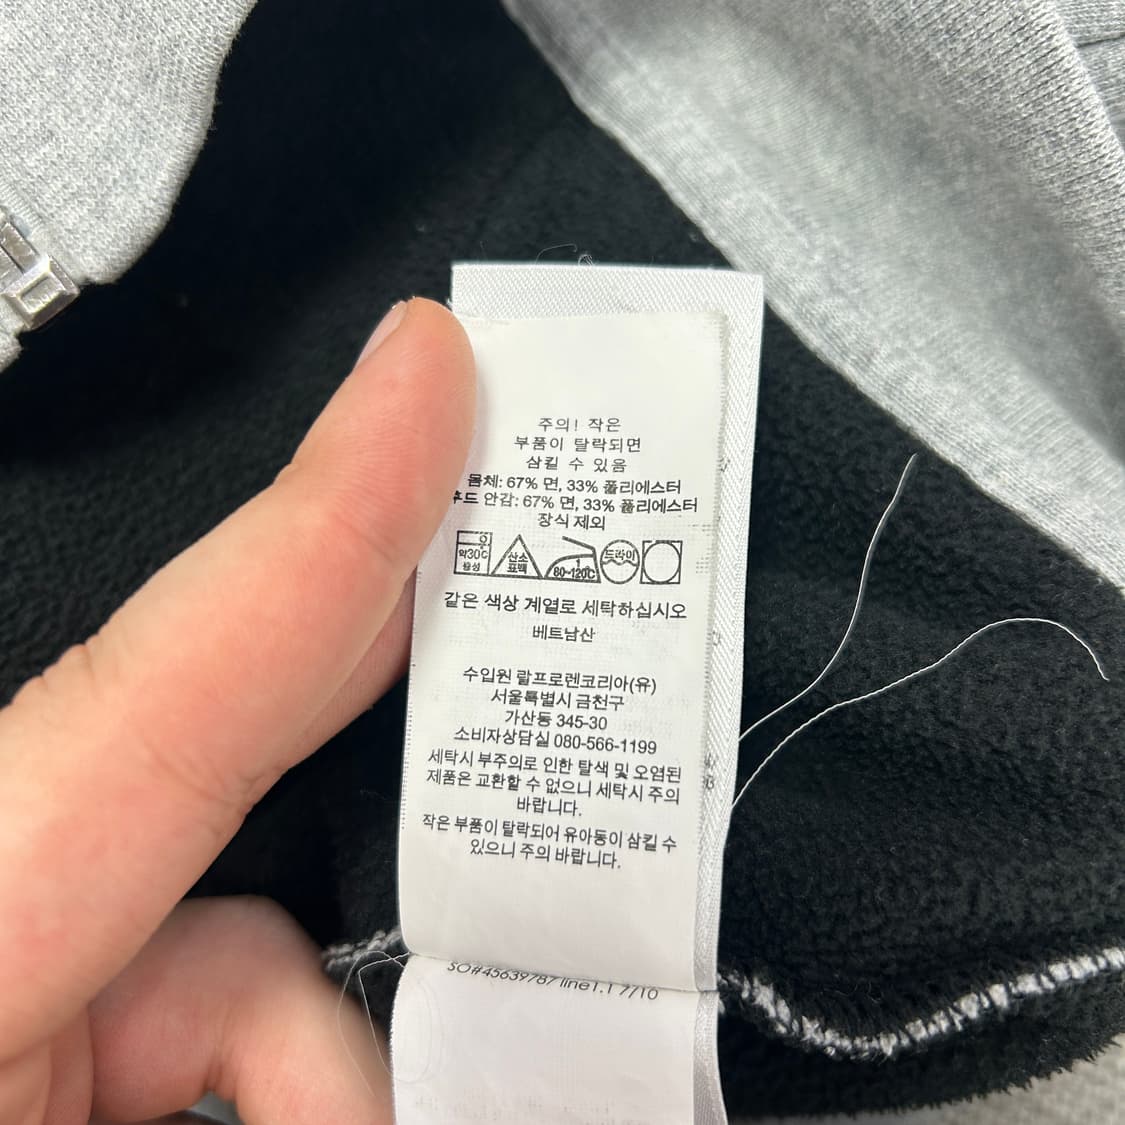 주의! 작은
부품이 탈락되면
삼킬 수 있음
몸체: 67% 면, 33% 폴리에스터
후드 안감: 67% 면, 33% 폴리에스터
장식 제외
약30℃
중성
산소
표백
1
80~120℃
드라이
같은 색상 계열로 세탁하십시오
베트남산
수입원 랄프로렌코리아(유)
서울특별시 금천구
가산동 345-30
소비자상담실 080-566-1199
세탁시 부주의로 인한 탈색 및 오염된
제품은 교환할 수 없으니 세탁시 주의
바랍니다.
작은 부품이 탈락되어 유아동이 삼킬 수
있으니 주의 바랍니다.
SO#45639787 line1.1 7/10